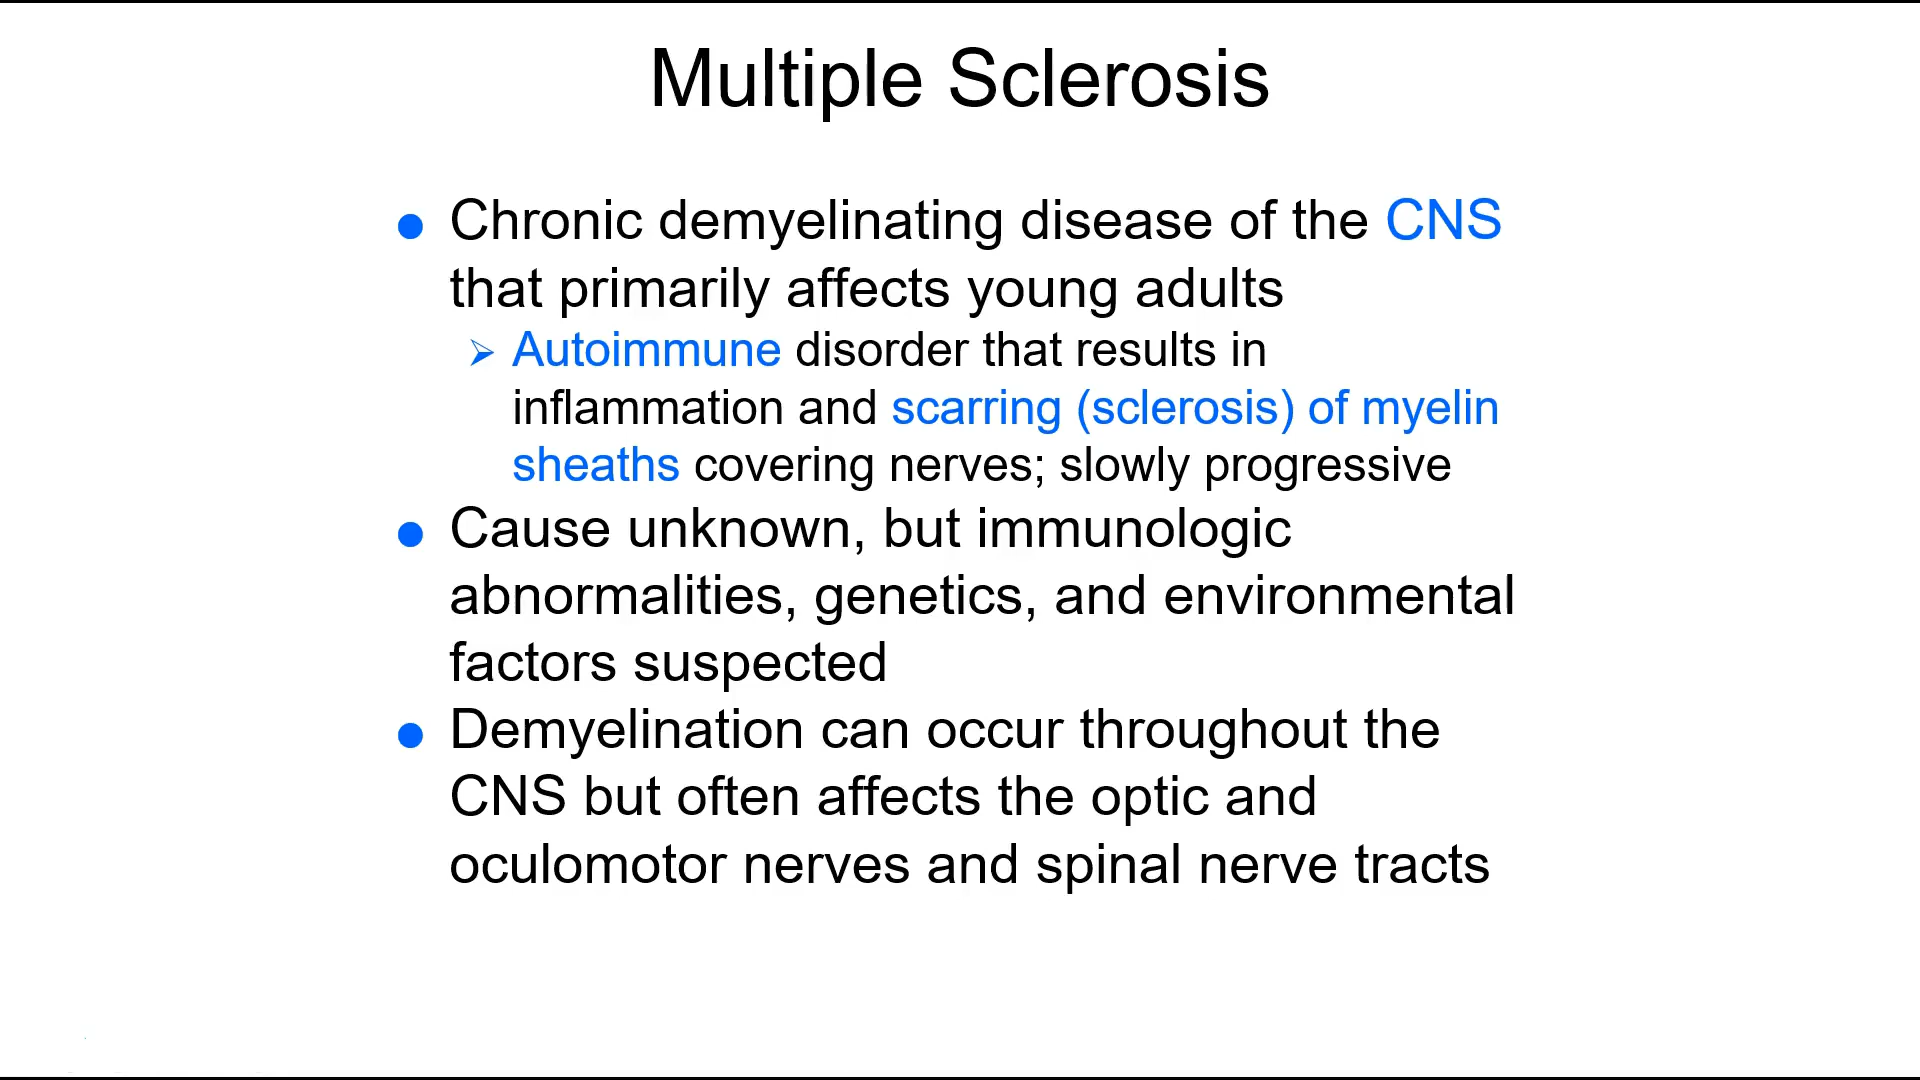 Multiple Sclerosis
● Chronic demyelinating disease of the CNS
that primarily affects young adults
➢ Autoimmune disorder that results in
inflammation and scarring (sclerosis) of myelin
sheaths covering nerves; slowly progressive
● Cause unknown, but immunologic
abnormalities, genetics, and environmental
factors suspected
● Demyelination can occur throughout the
CNS but often affects the optic and
oculomotor nerves and spinal nerve tracts